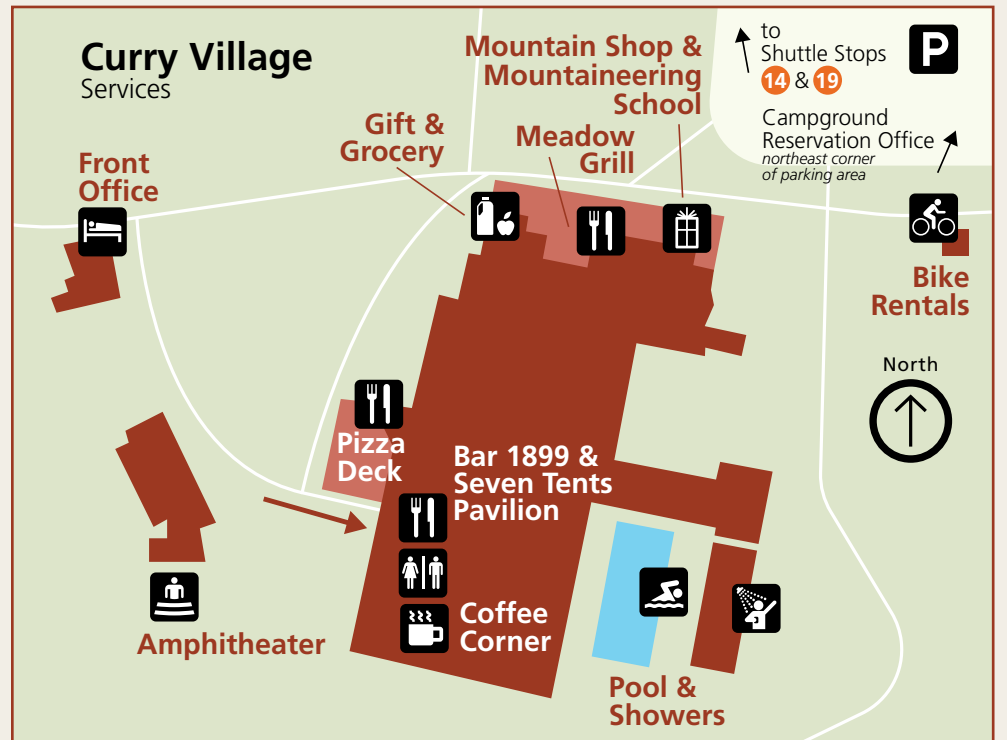 Curry Village
Services
Mountain Shop &
Mountaineering
School
to
Shuttle Stops
14 & 19
P
Campground
Reservation Office
northeast corner
of parking area
Gift &
Grocery
Meadow
Grill
Front
Office
Bike
Rentals
North
Pizza
Deck
Bar 1899 &
Seven Tents
Pavilion
Coffee
Corner
Amphitheater
Pool &
Showers